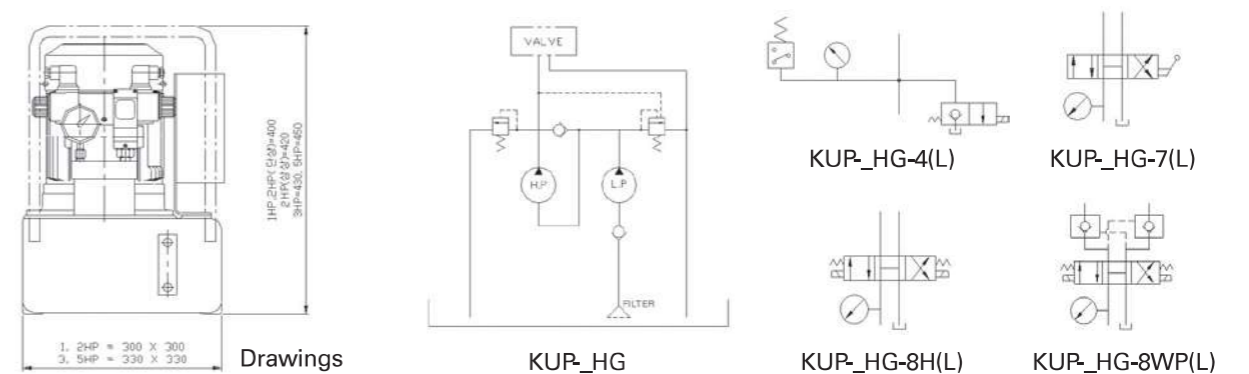 1HP,2HP(단상)=400
2HP(삼상)=420
3HP=430, 5HP=450
1, 2HP = 300 X 300
3, 5HP = 330 X 330
Drawings
VALVE
H.P
L.P
FILTER
KUP-_HG
KUP-_HG-4(L)
KUP-_HG-7(L)
KUP-_HG-8H(L)
KUP-_HG-8WP(L)